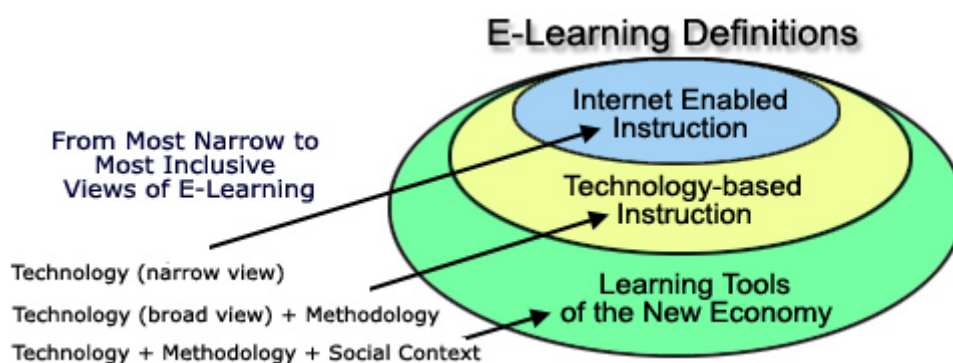 E-Learning Definitions
Internet Enabled
Instruction
From Most Narrow to
Most Inclusive
Views of E-Learning
Technology-based
Instruction
Technology (narrow view)
Learning Tools
of the New Economy
Technology (broad view) + Methodology
Technology + Methodology + Social Context